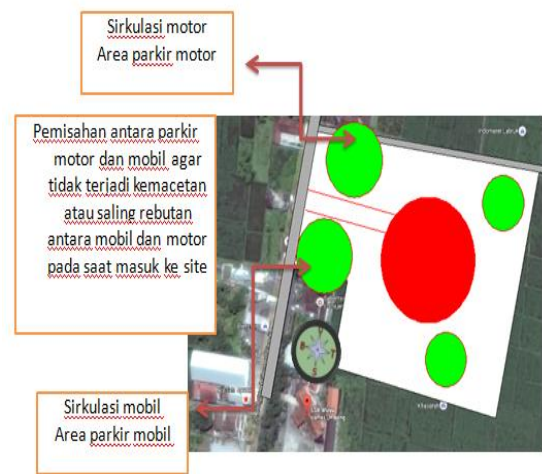 Sirkulasi motor
Area parkir motor
Pemisahan antara parkir
motor dan mobil agar
tidak terjadi kemacetan
atau saling rebutan
antara mobil dan motor
pada saat masuk ke site
Sirkulasi mobil
Area parkir mobil